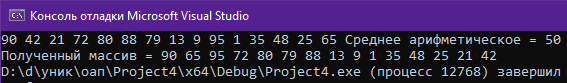 Консоль отладки Microsoft Visual Studio
90 42 21 72 80 88 79 13 9 95 1 35 48 25 65 Среднее арифметическое = 50
Полученный массив = 90 65 95 72 80 79 88 13 9 1 35 48 25 21 42
D:\d\уник\оап\Project4\x64\Debug\Project4.exe (процесс 12768) завершил